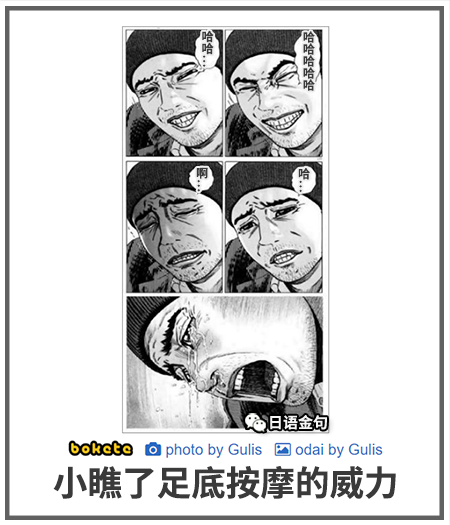 哈哈……
哈哈哈哈哈
啊……
哈……
日语金句
bokete photo by Gulis odai by Gulis
小瞧了足底按摩的威力